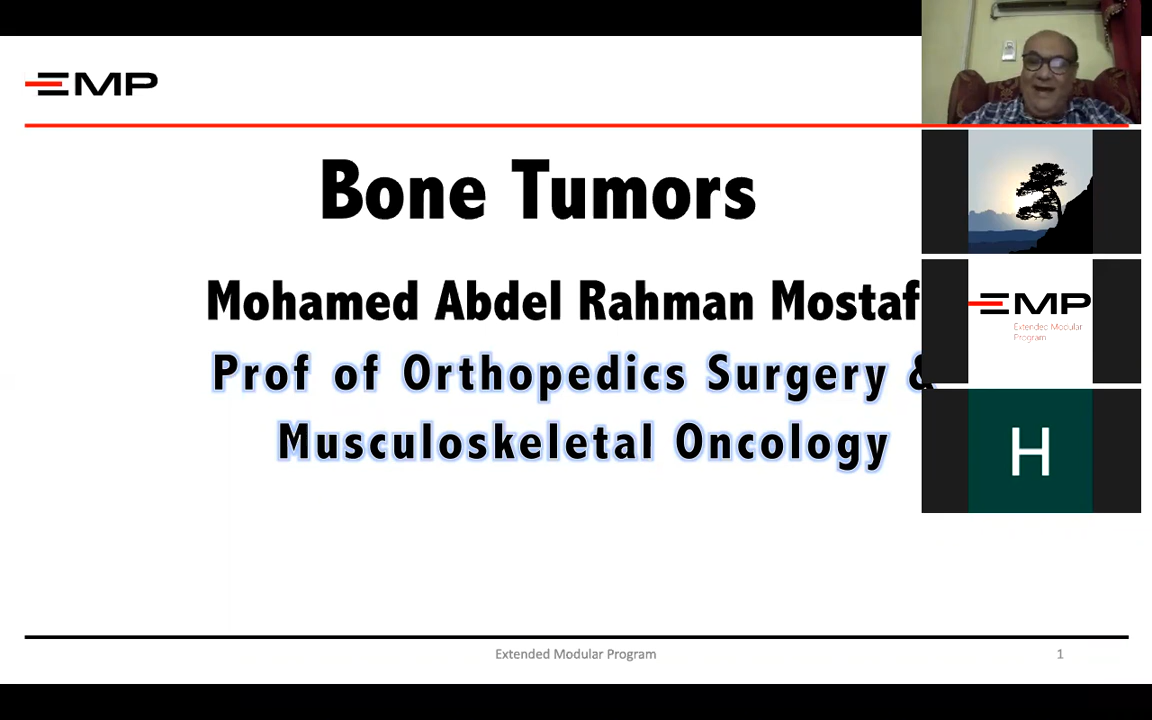 EMP
Bone Tumors
Mohamed Abdel Rahman Mostaf
Prof of Orthopedics Surgery &
Musculoskeletal Oncology
EMP
Extended Modular
Program
H
Extended Modular Program
1